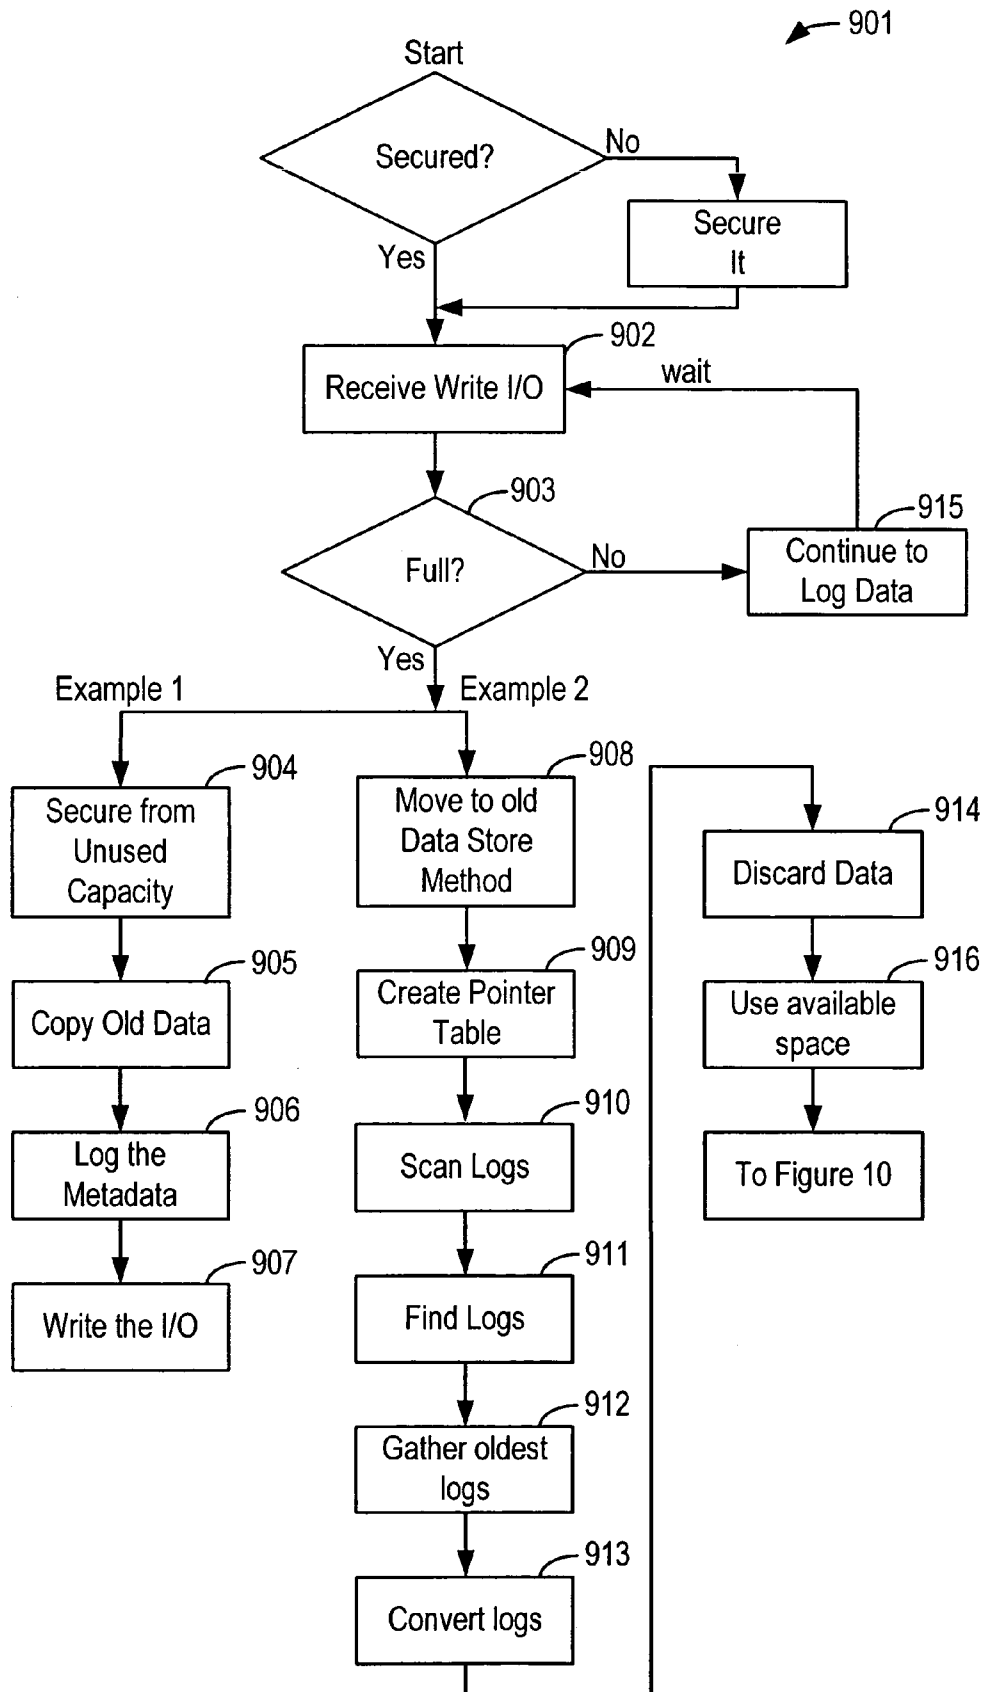 901
Start
Secured?
No
Secure
It
Yes
902
Receive Write I/O
wait
903
Full?
No
915
Continue to
Log Data
Yes
Example 1
Example 2
904
Secure from
Unused
Capacity
905
Copy Old Data
906
Log the
Metadata
907
Write the I/O
908
Move to old
Data Store
Method
909
Create Pointer
Table
910
Scan Logs
911
Find Logs
912
Gather oldest
logs
913
Convert logs
914
Discard Data
916
Use available
space
To Figure 10